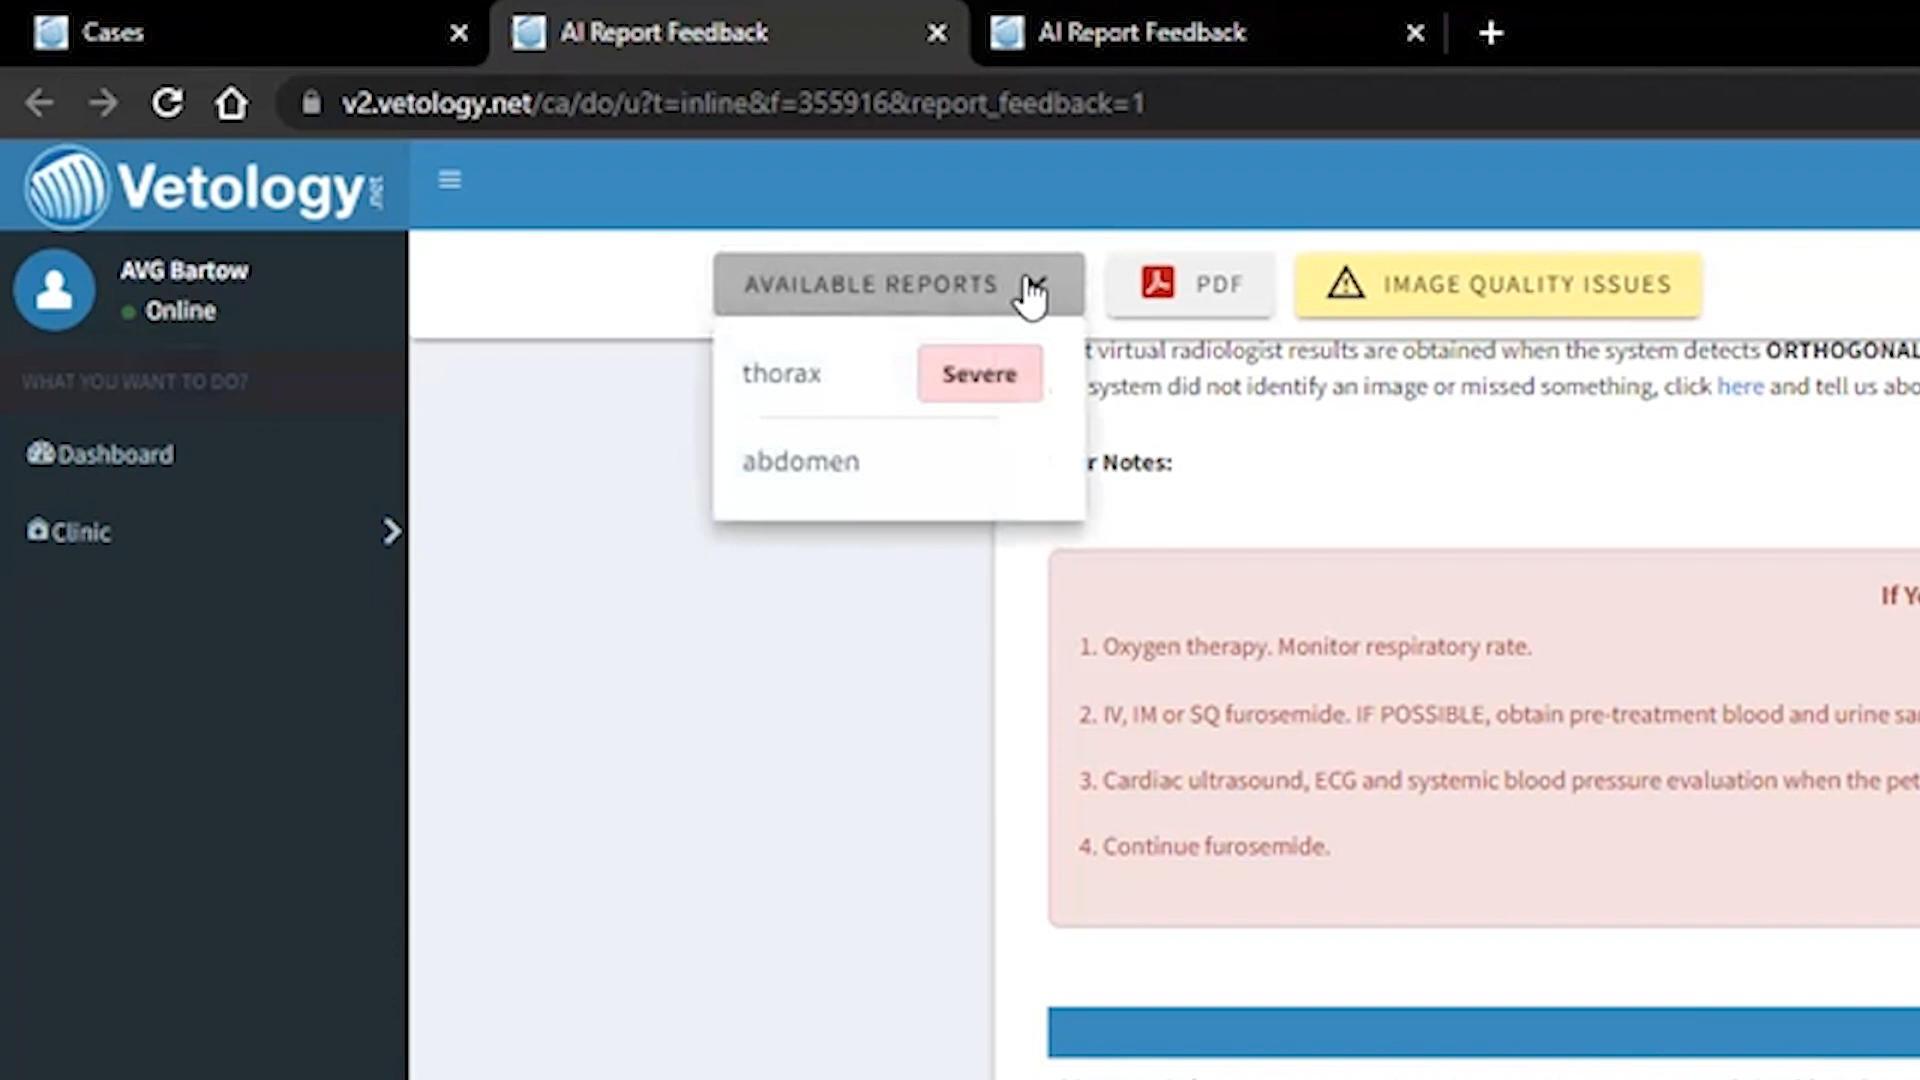 Cases
AI Report Feedback
AI Report Feedback
v2.vetology.net/ca/do/u?t=inline&f=355916&report_feedback=1
Vetology.net
AVG Bartow
Online
WHAT YOU WANT TO DO?
Dashboard
Clinic
AVAILABLE REPORTS
PDF
IMAGE QUALITY ISSUES
thorax
Severe
abdomen
t virtual radiologist results are obtained when the system detects ORTHOGONAL
system did not identify an image or missed something, click here and tell us abo
r Notes:
If Y
1. Oxygen therapy. Monitor respiratory rate.
2. IV, IM or SQ furosemide. IF POSSIBLE, obtain pre-treatment blood and urine sa
3. Cardiac ultrasound, ECG and systemic blood pressure evaluation when the pet
4. Continue furosemide.